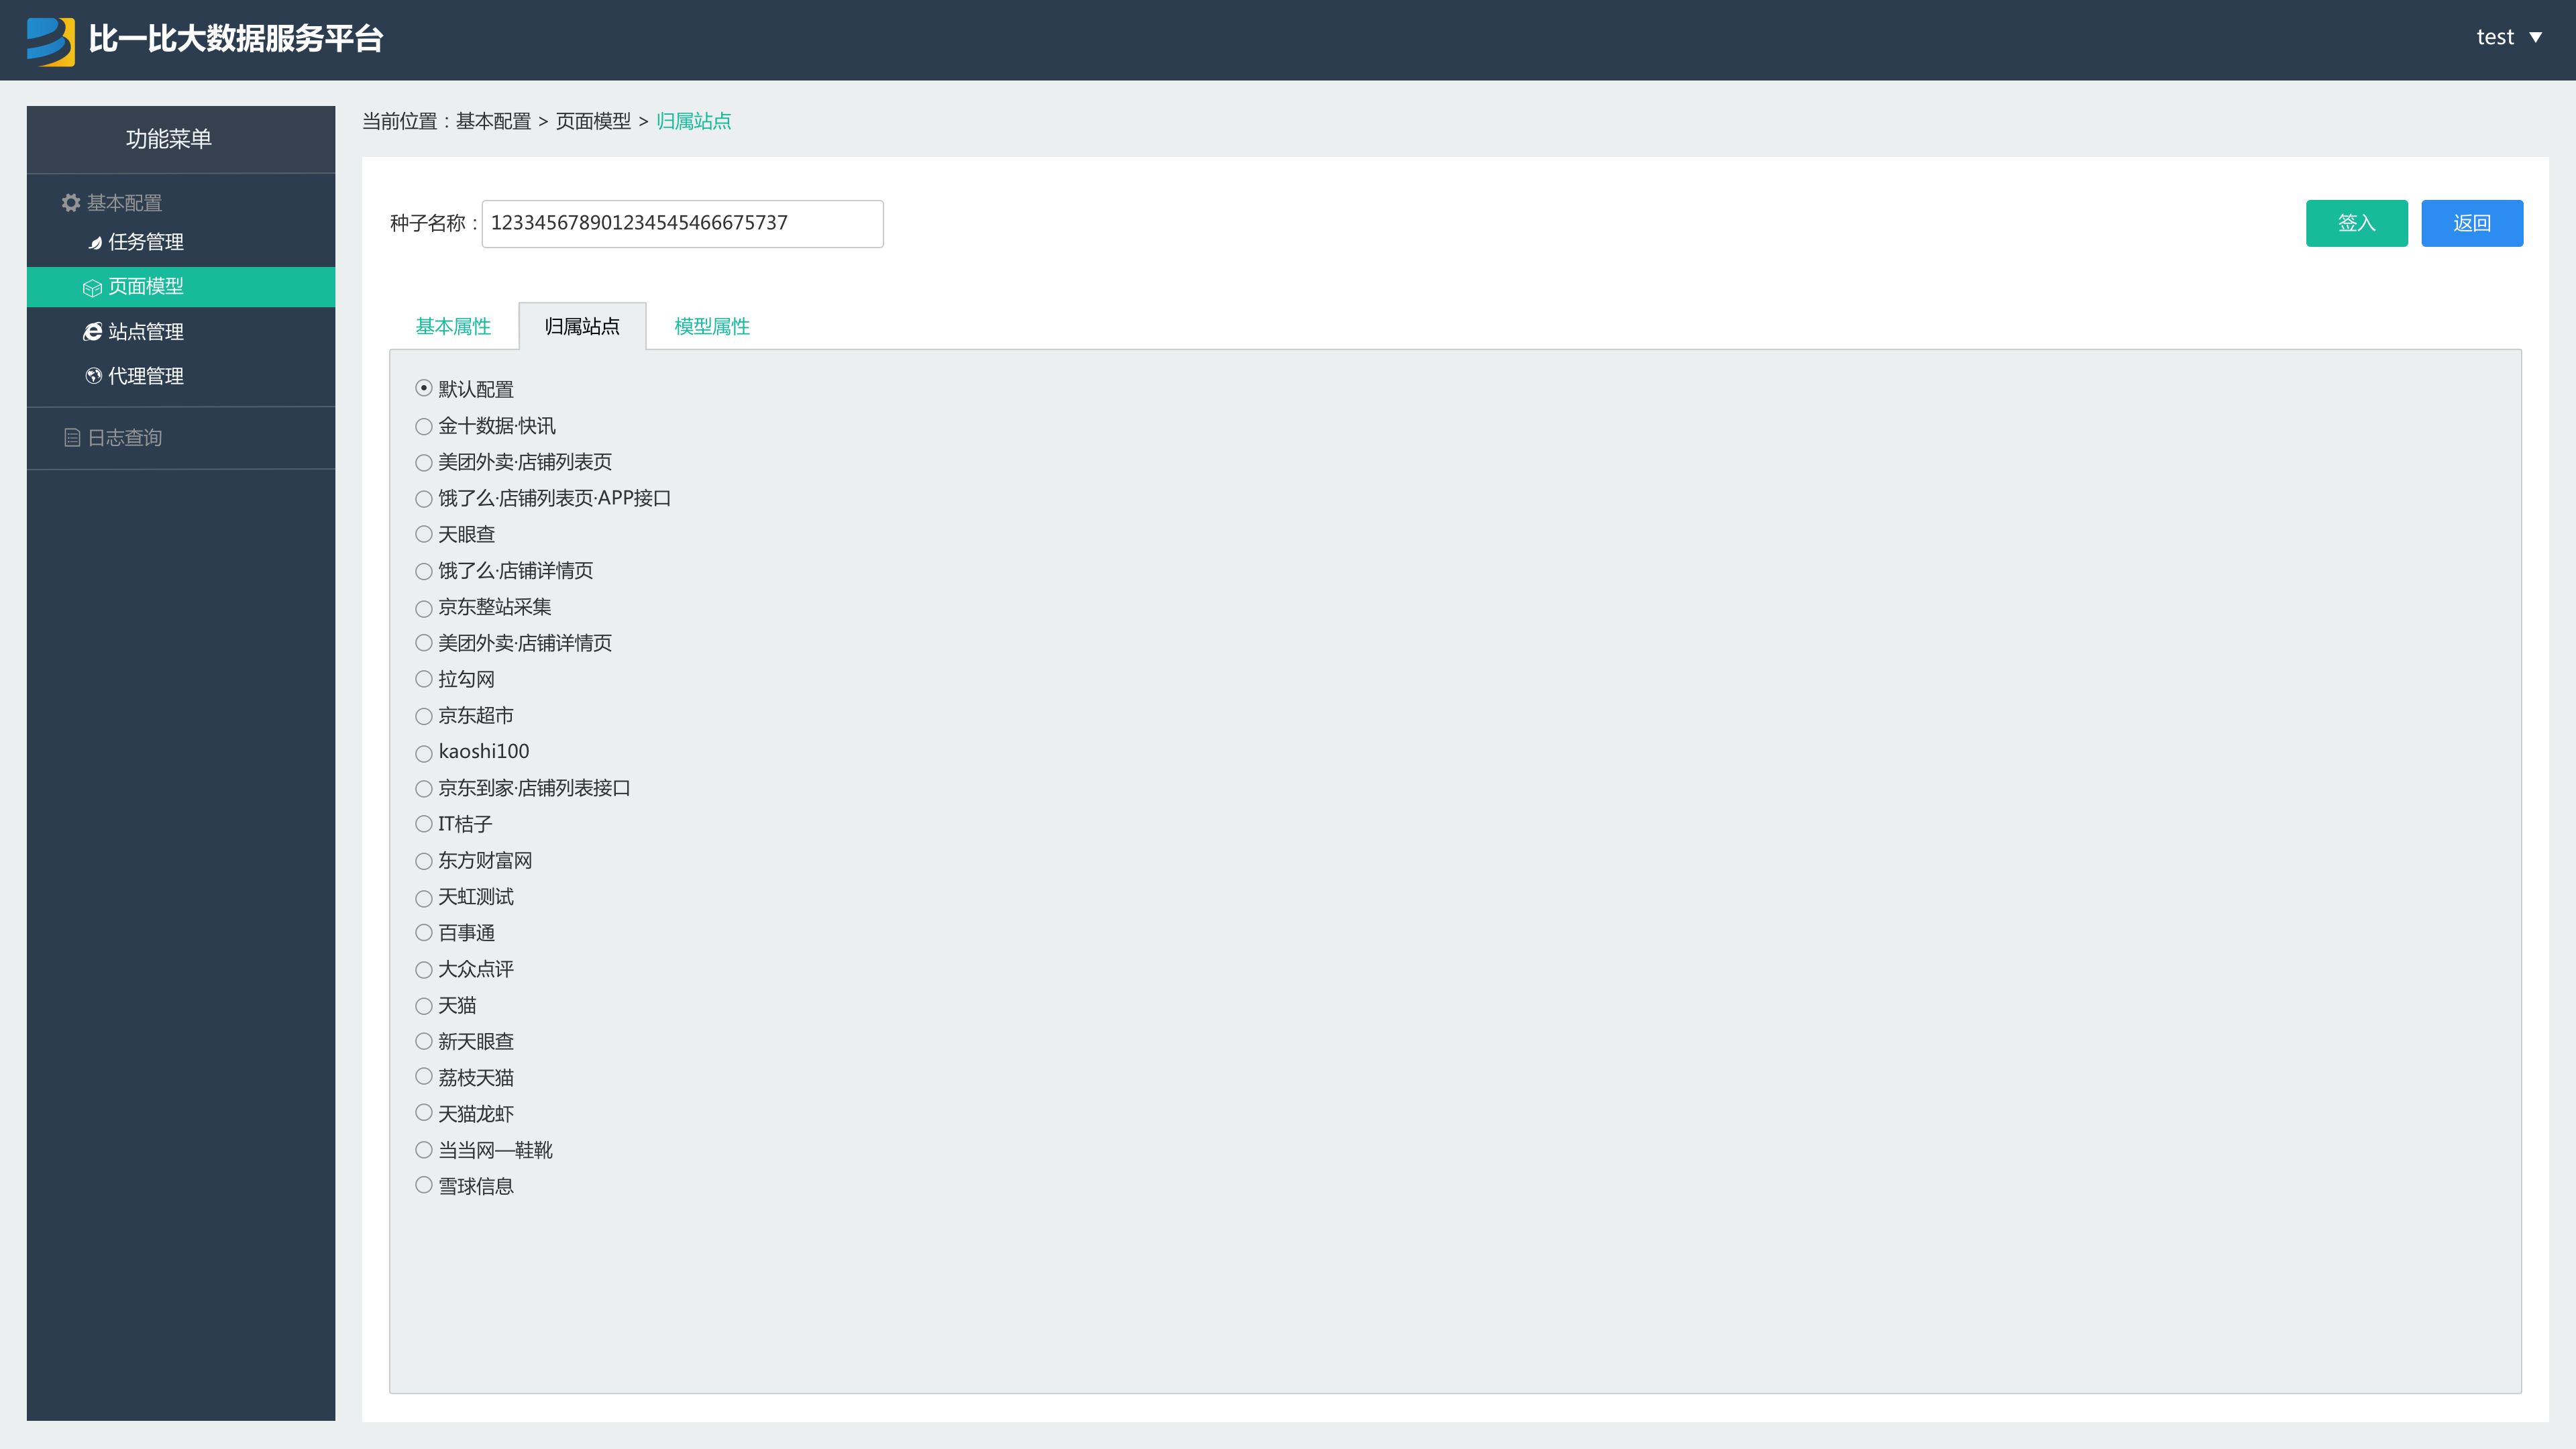 比一比大数据服务平台
test
功能菜单
基本配置
任务管理
页面模型
站点管理
代理管理
日志查询
当前位置：基本配置 > 页面模型 > 归属站点
种子名称：
123345678901234545466675737
签入
返回
基本属性
归属站点
模型属性
默认配置
金十数据·快讯
美团外卖·店铺列表页
饿了么·店铺列表页·APP接口
天眼查
饿了么·店铺详情页
京东整站采集
美团外卖·店铺详情页
拉勾网
京东超市
kaoshi100
京东到家·店铺列表接口
IT桔子
东方财富网
天虹测试
百事通
大众点评
天猫
新天眼查
荔枝天猫
天猫龙虾
当当网—鞋靴
雪球信息